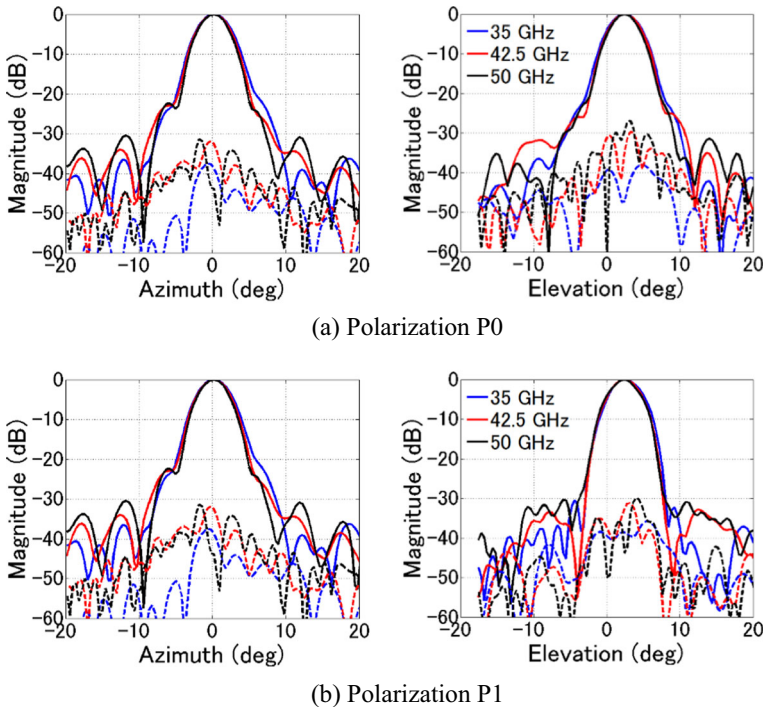 0
−10
−20
−30
−40
−50
−60
Magnitude (dB)
−20 −10 0 10 20
Azimuth (deg)
0
−10
−20
−30
−40
−50
−60
Magnitude (dB)
35 GHz
42.5 GHz
50 GHz
−20 −10 0 10 20
Elevation (deg)
(a) Polarization P0
0
−10
−20
−30
−40
−50
−60
Magnitude (dB)
−20 −10 0 10 20
Azimuth (deg)
0
−10
−20
−30
−40
−50
−60
Magnitude (dB)
35 GHz
42.5 GHz
50 GHz
−20 −10 0 10 20
Elevation (deg)
(b) Polarization P1